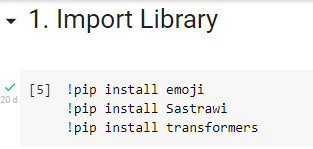 1. Import Library
[5] !pip install emoji
!pip install Sastrawi
!pip install transformers
20 d